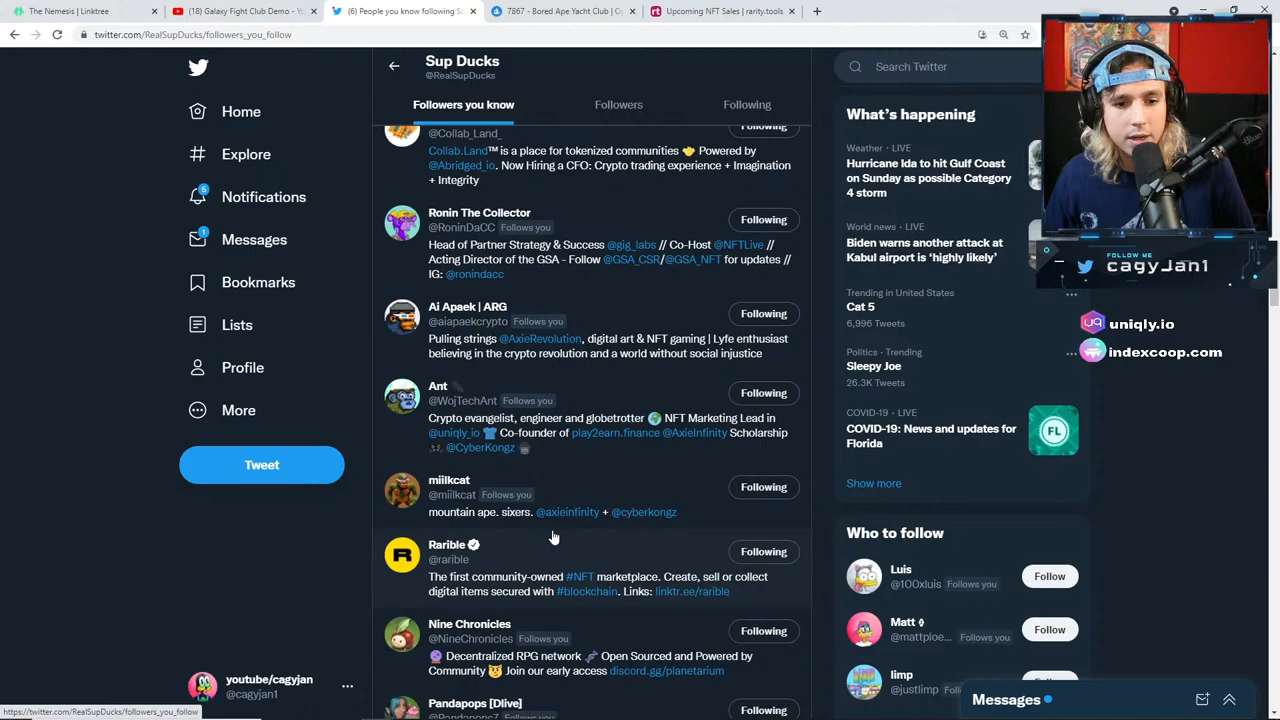 The Nemesis | Linktree
(18) Galaxy Fight Club Demo - Yo
(6) People you know following S
7867 - Bored Ape Yacht Club | Op
Upcoming NFT Sales | rarity.tools
twitter.com/RealSupDucks/followers_you_follow
Home
Explore
5
Notifications
1
Messages
Bookmarks
Lists
Profile
More
Tweet
youtube/cagyjan
@cagyjan1
https://twitter.com/RealSupDucks/followers_you_follow
Sup Ducks
@RealSupDucks
Followers you know
Followers
Following
@Collab_Land_
Following
Collab.Land™ is a place for tokenized communities Powered by
@Abridged_io. Now Hiring a CFO: Crypto trading experience + Imagination
+ Integrity
Ronin The Collector
@RoninDaCC Follows you
Following
Head of Partner Strategy & Success @gig_labs // Co-Host @NFTLive //
Acting Director of the GSA - Follow @GSA_CSR/@GSA_NFT for updates //
IG: @ronindacc
Ai Apaek | ARG
@aiapaekcrypto Follows you
Following
Pulling strings @AxieRevolution, digital art & NFT gaming | Lyfe enthusiast
believing in the crypto revolution and a world without social injustice
Ant
@WojTechAnt Follows you
Following
Crypto evangelist, engineer and globetrotter NFT Marketing Lead in
@uniqly_io Co-founder of play2earn.finance @AxieInfinity Scholarship
@CyberKongz
miilkcat
@miilkcat Follows you
Following
mountain ape. sixers. @axieinfinity + @cyberkongz
R
Rarible
@rarible
Following
The first community-owned #NFT marketplace. Create, sell or collect
digital items secured with #blockchain. Links: linktr.ee/rarible
Nine Chronicles
@NineChronicles Follows you
Following
Decentralized RPG network Open Sourced and Powered by
Community Join our early access discord.gg/planetarium
Pandapops [Dlive]
@Pandapops7 Follows you
Following
Search Twitter
What's happening
Weather · LIVE
Hurricane Ida to hit Gulf Coast
on Sunday as possible Category
4 storm
World news · LIVE
Biden warns another attack at
Kabul airport is 'highly likely'
Trending in United States
Cat 5
6,996 Tweets
Politics · Trending
Sleepy Joe
26.3K Tweets
COVID-19 · LIVE
COVID-19: News and updates for
Florida
FL
Show more
Who to follow
Luis
@100xluis Follows you
Follow
Matt
@mattploe... Follows you
Follow
limp
@justlimp
Messages
FOLLOW ME
cagyJan1
uq
uniqly.io
indexcoop.com